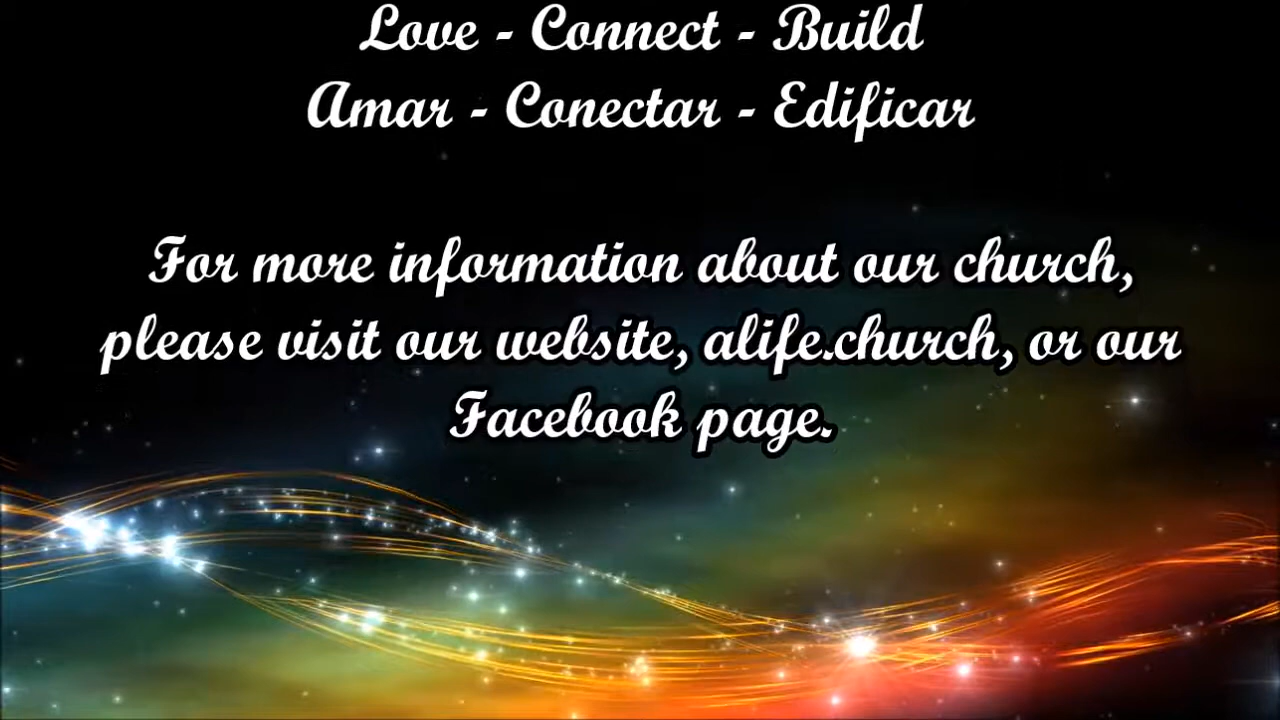 Love - Connect - Build
Amar - Conectar - Edificar
For more information about our church,
please visit our website, alife.church, or our
Facebook page.